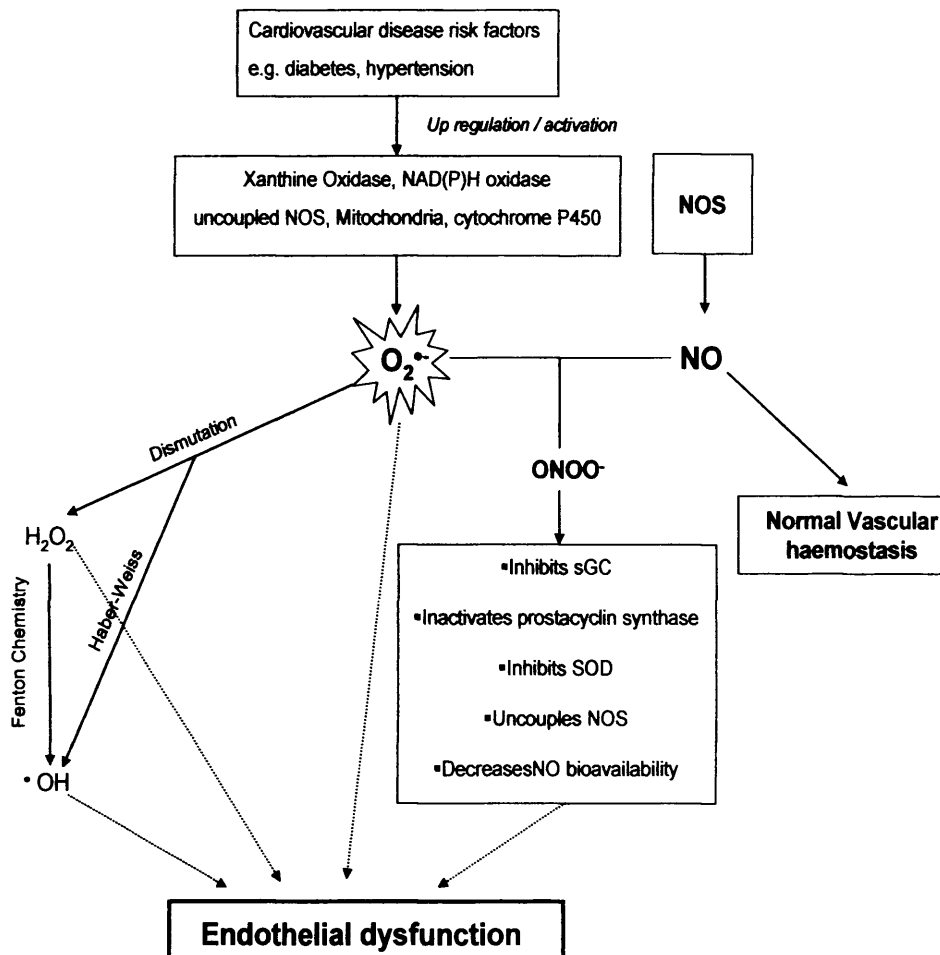 Cardiovascular disease risk factors
e.g. diabetes, hypertension
Up regulation / activation
Xanthine Oxidase, NAD(P)H oxidase
uncoupled NOS, Mitochondria, cytochrome P450
NOS
O₂•-
NO
Dismutation
ONOO-
H₂O₂
Haber-Weiss
Fenton Chemistry
Normal Vascular
haemostasis
▪Inhibits sGC
▪Inactivates prostacyclin synthase
▪Inhibits SOD
▪Uncouples NOS
▪DecreasesNO bioavailability
•OH
Endothelial dysfunction